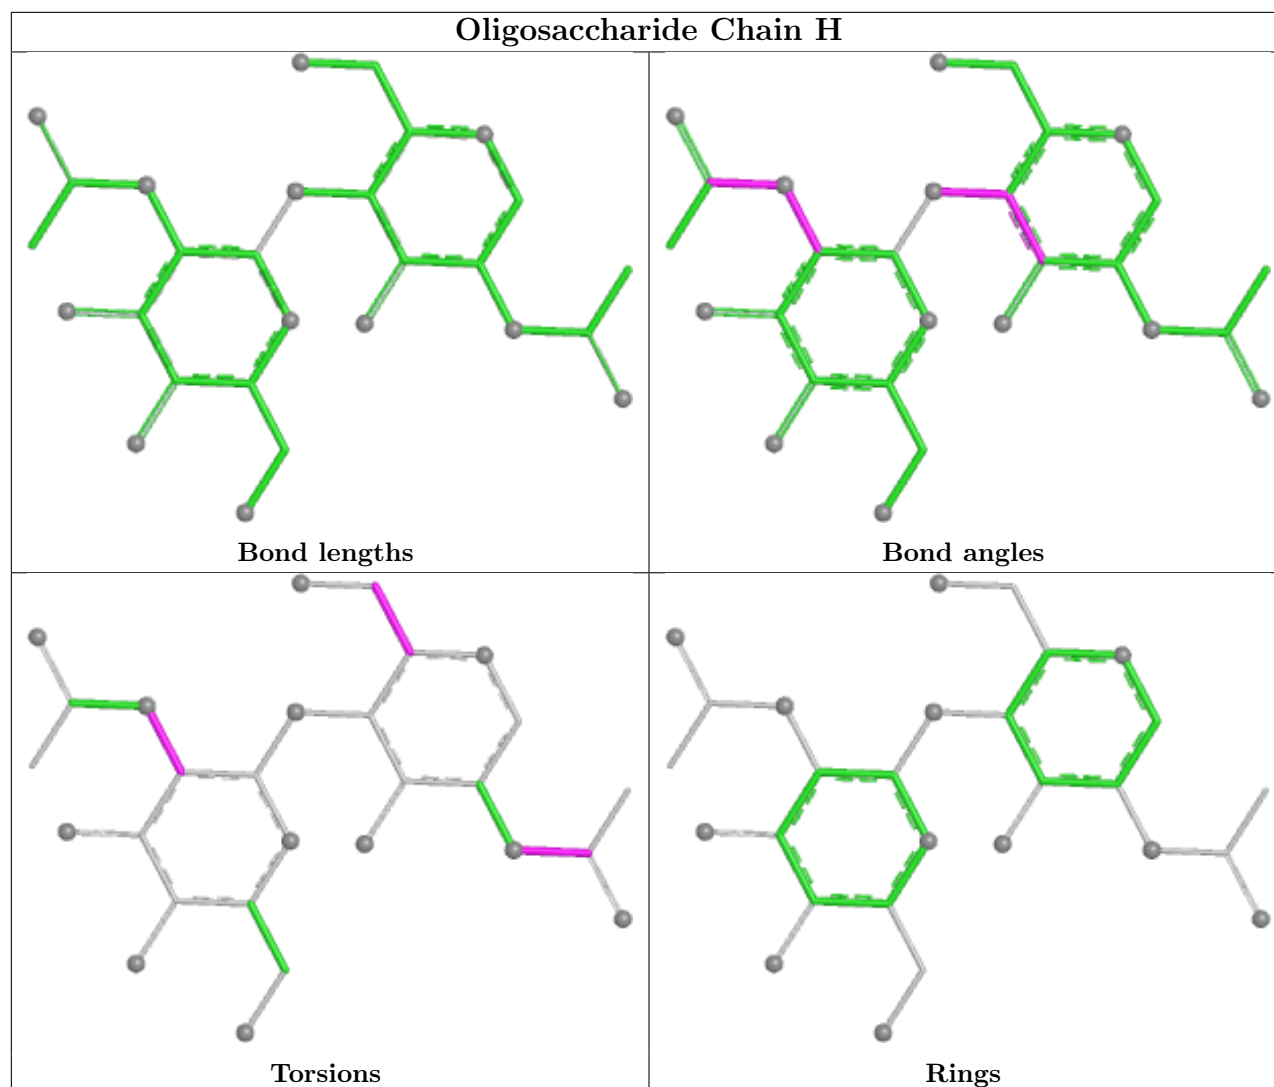 Oligosaccharide Chain H
Bond lengths
Bond angles
Torsions
Rings